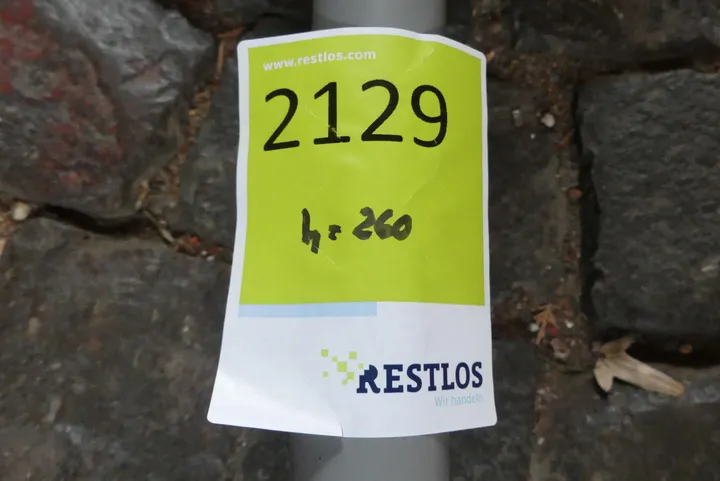 www.restlos.com
2129
h = 260
RESTLOS
Wir handeln.